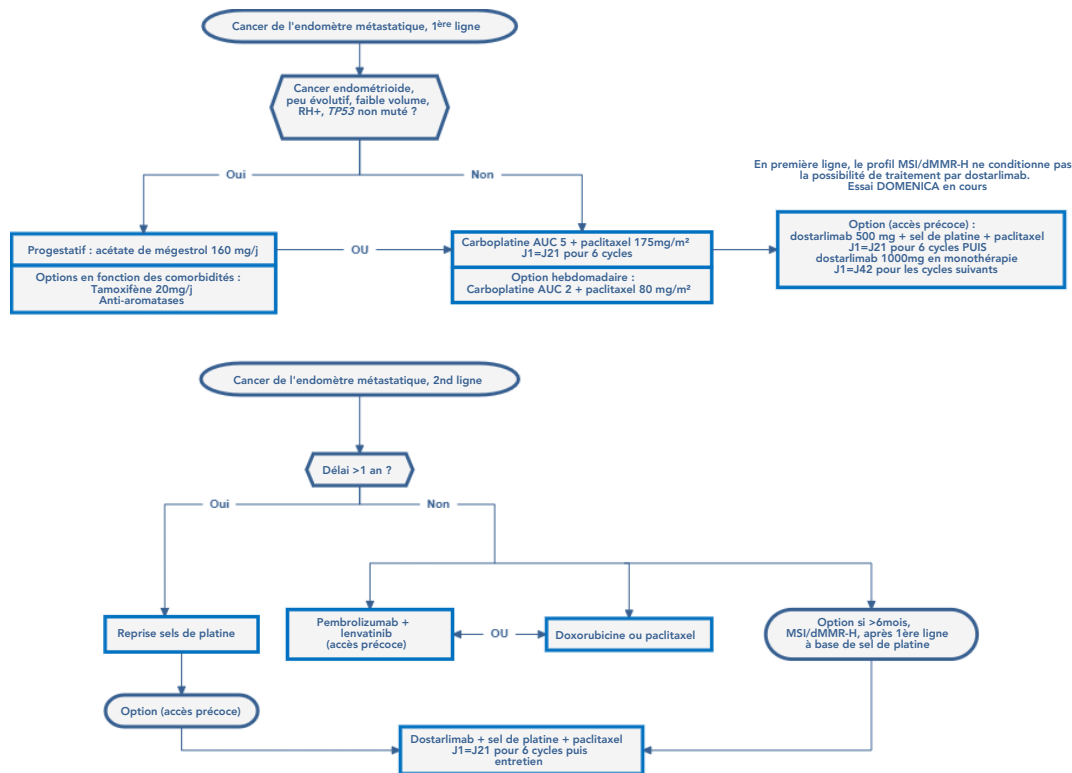 Cancer de l'endomètre métastatique, 1ère ligne
Cancer endométrioide,
peu évolutif, faible volume,
RH+, TP53 non muté ?
Oui
Non
En première ligne, le profil MSI/dMMR-H ne conditionne pas
la possibilité de traitement par dostarlimab.
Essai DOMENICA en cours
Progestatif : acétate de mégestrol 160 mg/j
Options en fonction des comorbidités :
Tamoxifène 20mg/j
Anti-aromatases
OU
Carboplatine AUC 5 + paclitaxel 175mg/m²
J1=J21 pour 6 cycles
Option hebdomadaire :
Carboplatine AUC 2 + paclitaxel 80 mg/m²
Option (accès précoce) :
dostarlimab 500 mg + sel de platine + paclitaxel
J1=J21 pour 6 cycles PUIS
dostarlimab 1000mg en monothérapie
J1=J42 pour les cycles suivants
Cancer de l'endomètre métastatique, 2nd ligne
Délai >1 an ?
Oui
Non
Reprise sels de platine
Pembrolizumab +
lenvatinib
(accès précoce)
OU
Doxorubicine ou paclitaxel
Option si >6mois,
MSI/dMMR-H, après 1ère ligne
à base de sel de platine
Option (accès précoce)
Dostarlimab + sel de platine + paclitaxel
J1=J21 pour 6 cycles puis
entretien